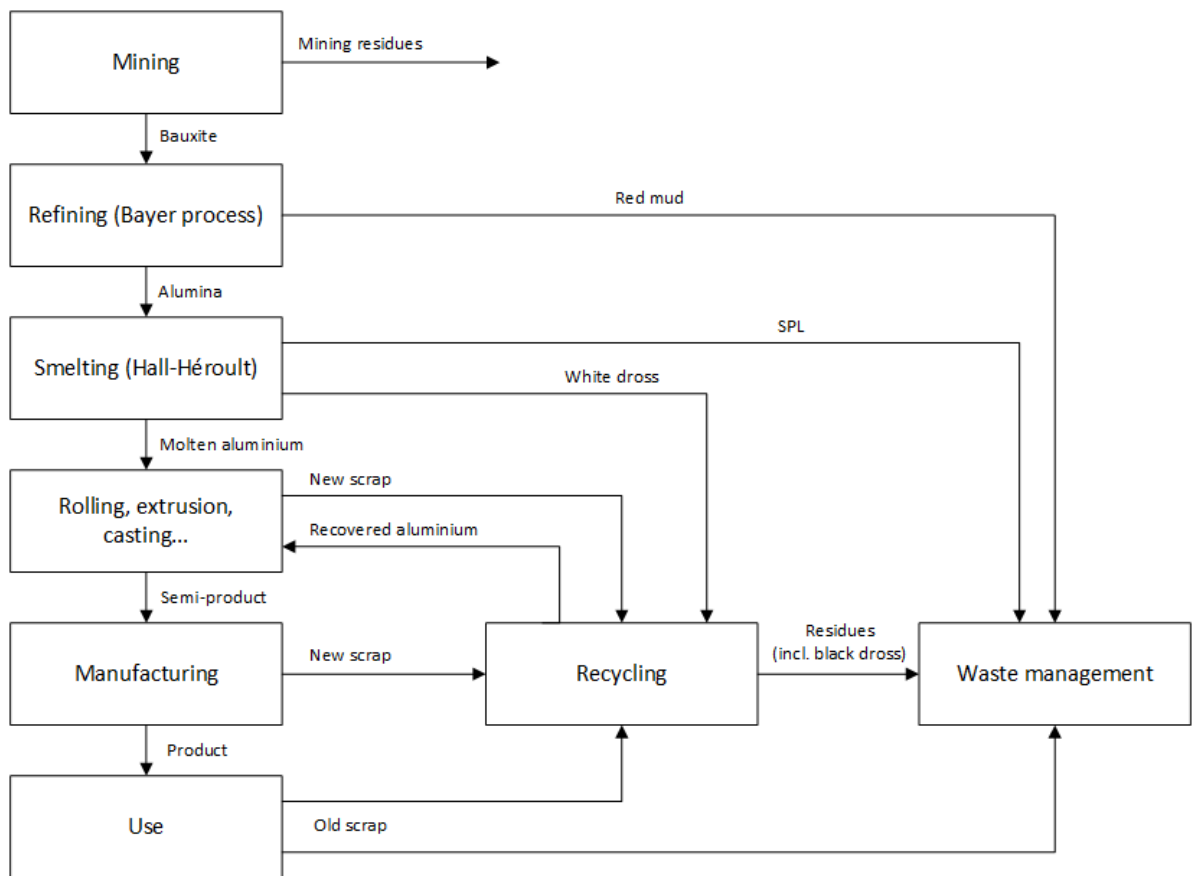 Mining
Mining residues
Bauxite
Refining (Bayer process)
Red mud
Alumina
Smelting (Hall-Héroult)
SPL
White dross
Molten aluminium
Rolling, extrusion,
casting...
New scrap
Recovered aluminium
Semi-product
Manufacturing
New scrap
Recycling
Residues
(incl. black dross)
Waste management
Product
Use
Old scrap